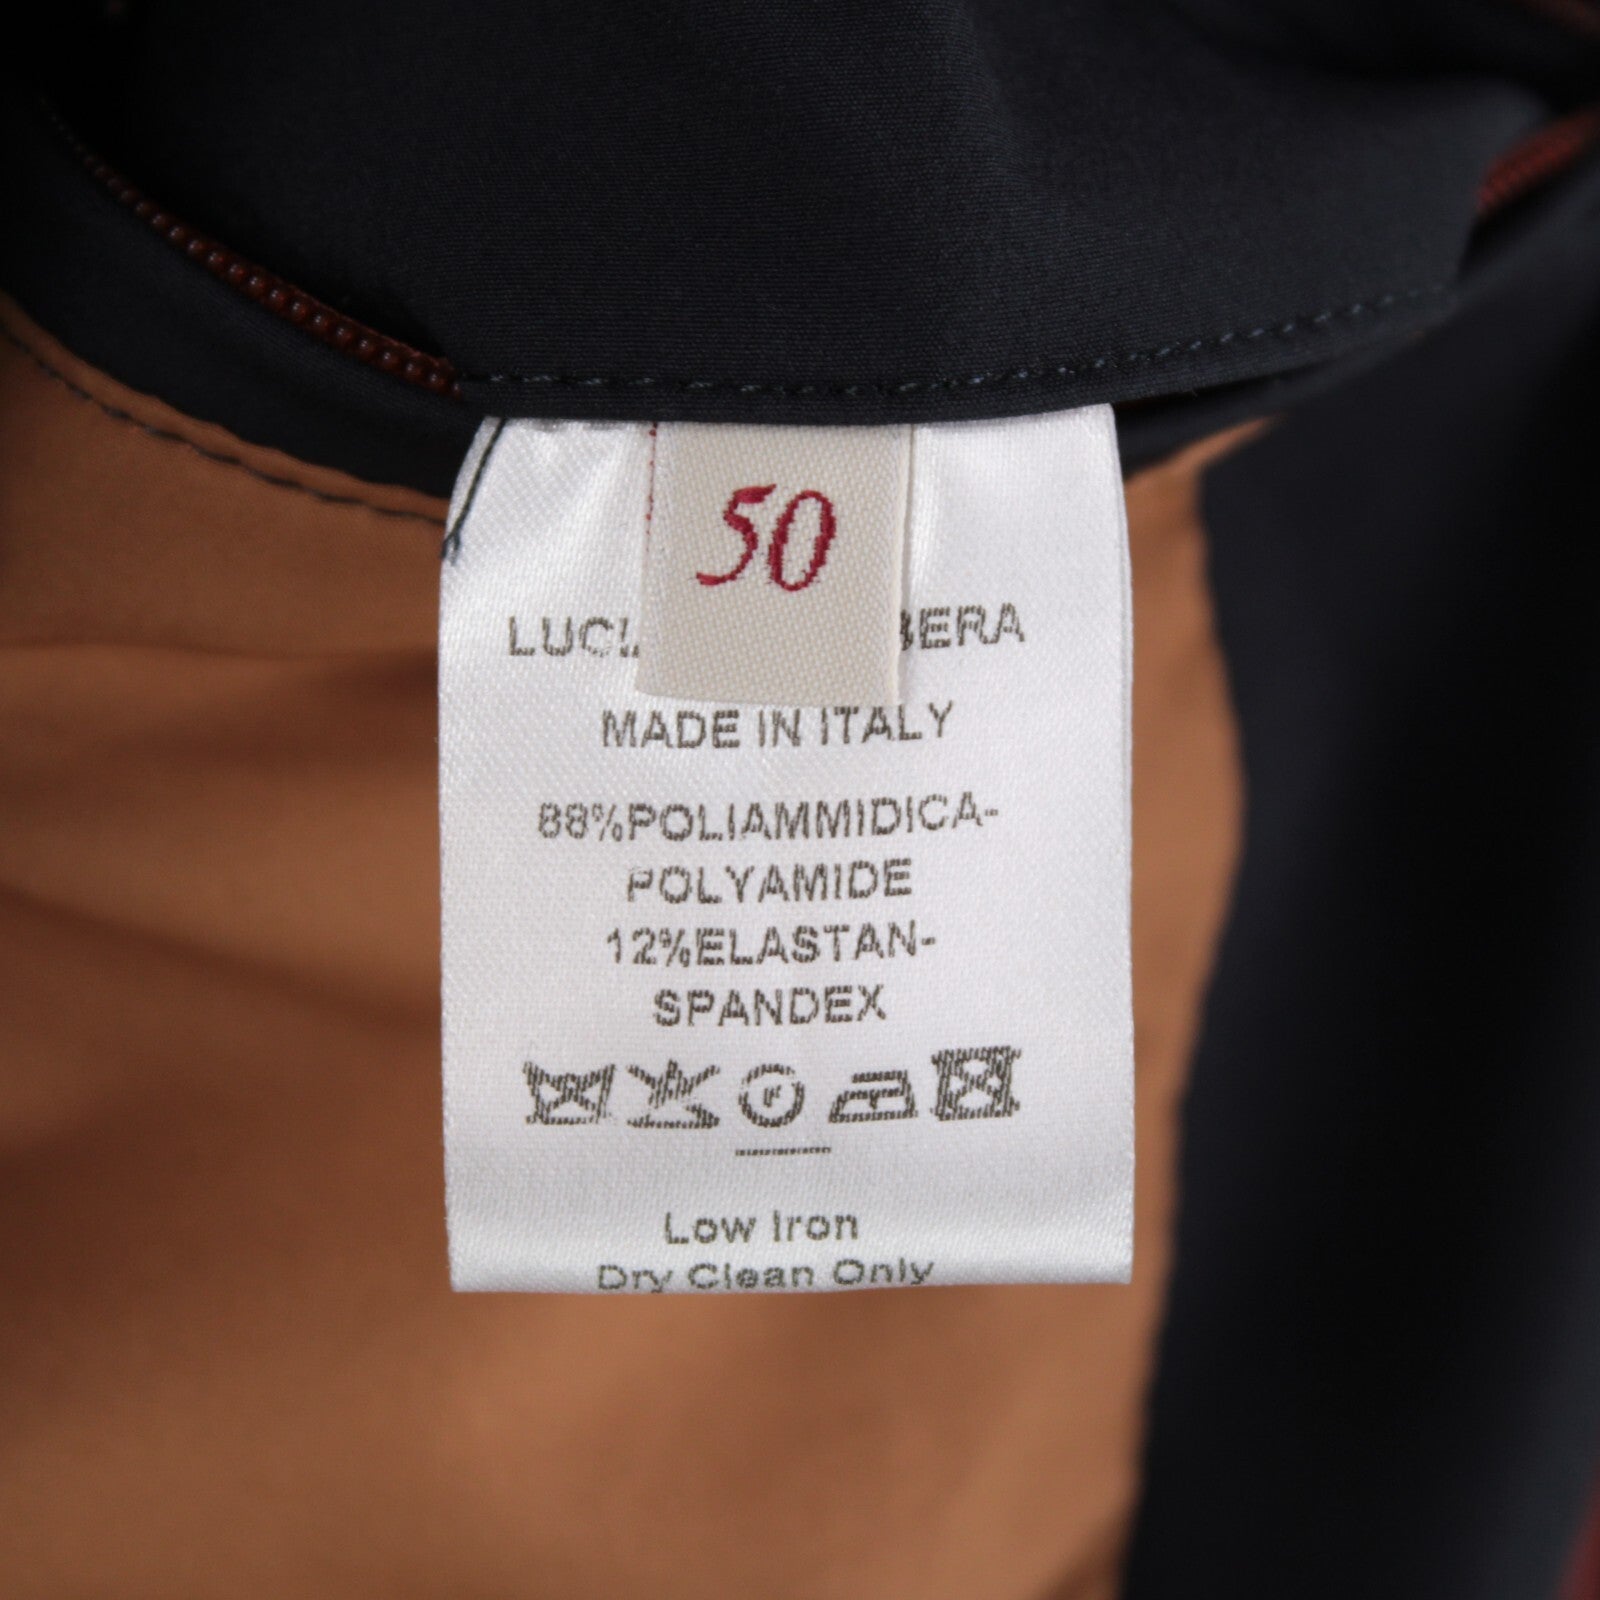 50
MADE IN ITALY
88%POLIAMMIDICA-
POLYAMIDE
12%ELASTAN-
SPANDEX
Low Iron
Dry Clean Only